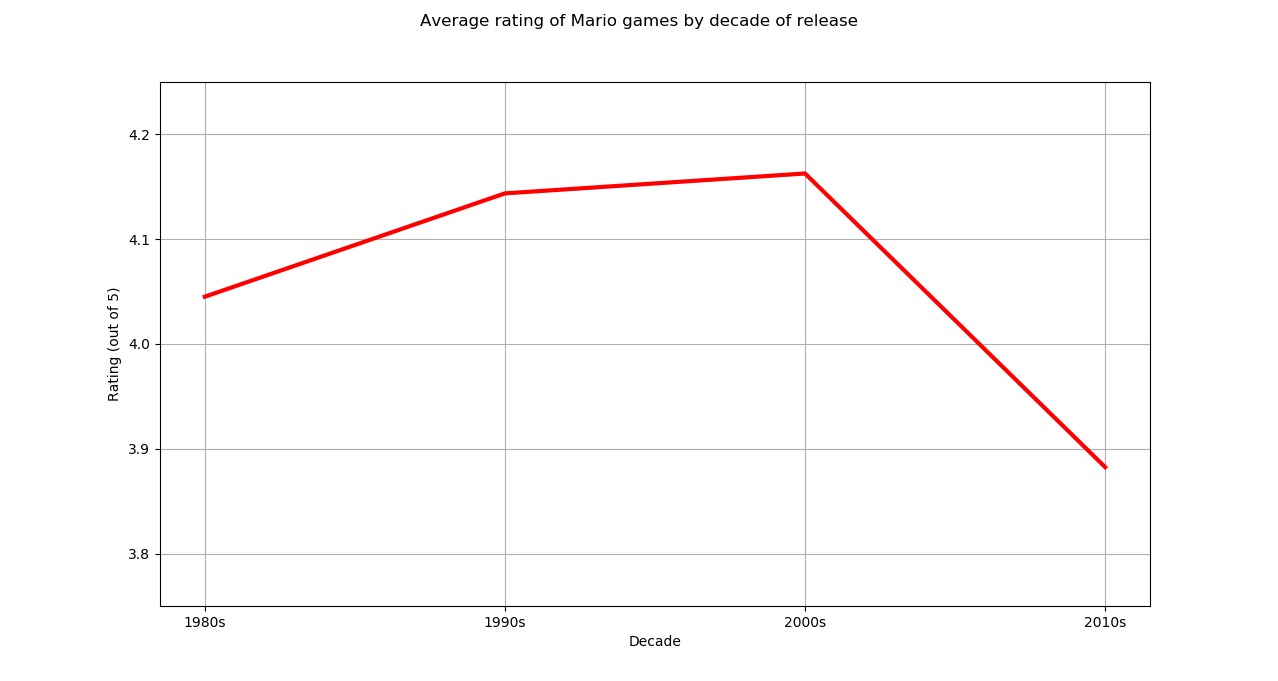 Average rating of Mario games by decade of release
4.2
4.1
4.0
3.9
3.8
Rating (out of 5)
1980s 1990s 2000s 2010s
Decade